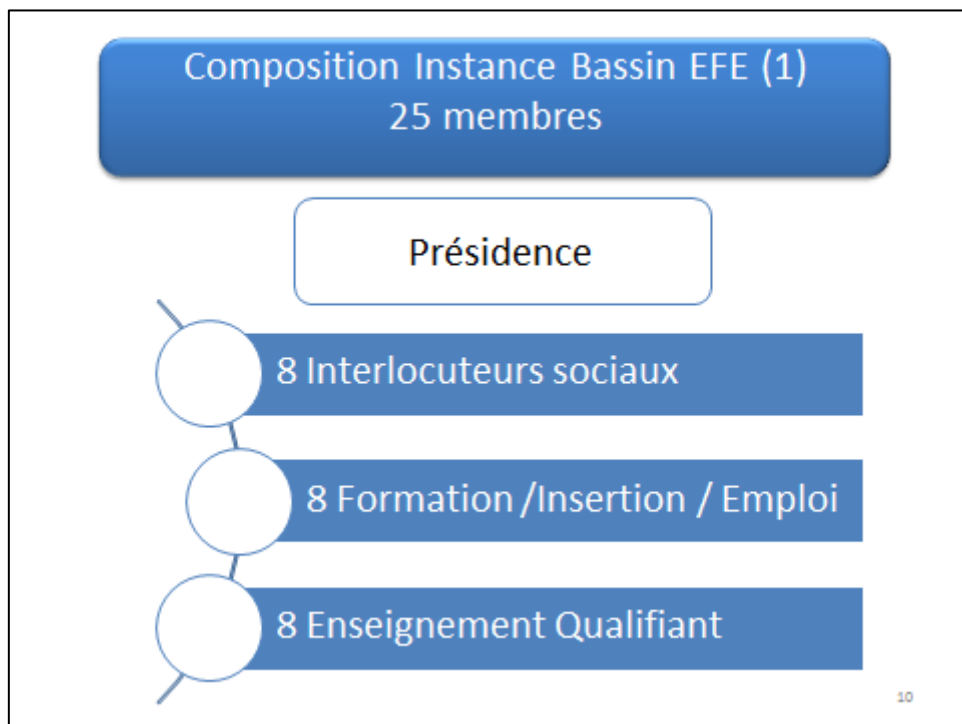 Composition Instance Bassin EFE (1)
25 membres
Présidence
8 Interlocuteurs sociaux
8 Formation /Insertion / Emploi
8 Enseignement Qualifiant
10